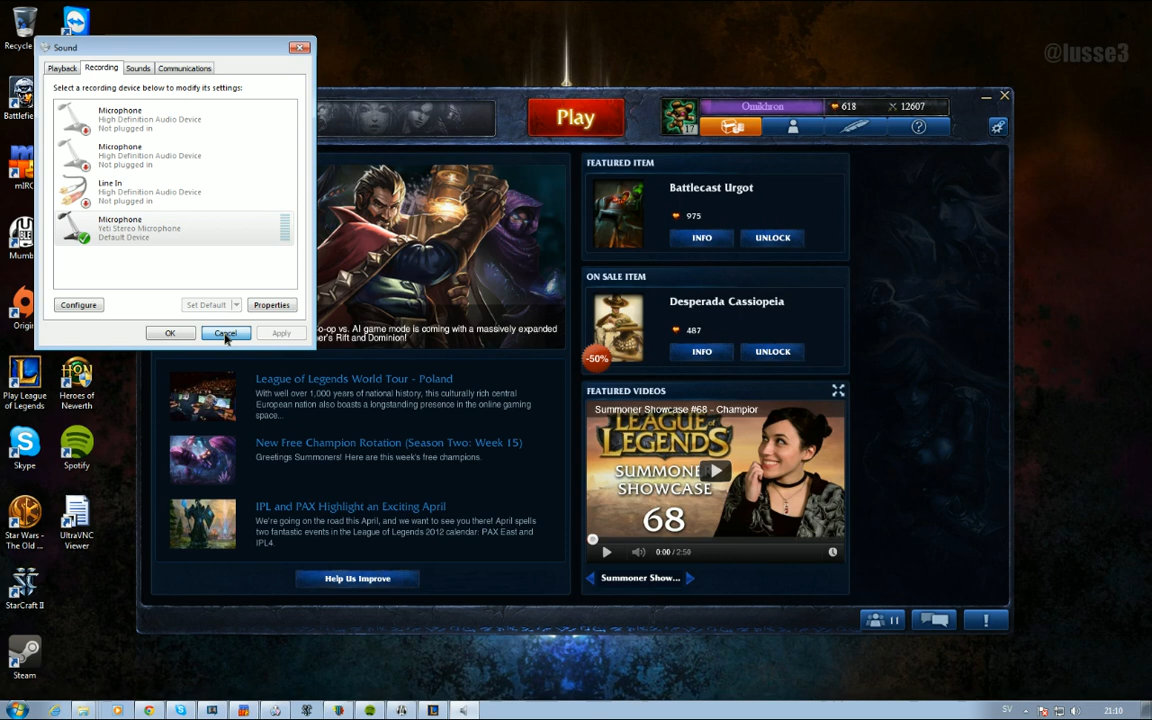 @lusse3
Recycle
Battlefie
mIRC
Mumb
Origi
Play League
of Legends
Heroes of
Newerth
Skype
Spotify
Star Wars -
The Old ...
UltraVNC
Viewer
StarCraft II
Steam
Sound
Playback
Recording
Sounds
Communications
Select a recording device below to modify its settings:
Microphone
High Definition Audio Device
Not plugged in
Microphone
High Definition Audio Device
Not plugged in
Line In
High Definition Audio Device
Not plugged in
Microphone
Yeti Stereo Microphone
Default Device
Configure
Set Default
Properties
OK
Cancel
Apply
Play
17
Omikhron
618
12607
?
o-op vs. AI game mode is coming with a massively expanded
er's Rift and Dominion!
League of Legends World Tour - Poland
With well over 1,000 years of national history, this culturally rich central
European nation also boasts a longstanding presence in the online gaming
space...
New Free Champion Rotation (Season Two: Week 15)
Greetings Summoners! Here are this week's free champions.
IPL and PAX Highlight an Exciting April
We're going on the road this April, and we want to see you there! April spells
two fantastic events in the League of Legends 2012 calendar: PAX East and
IPL4.
Help Us Improve
FEATURED ITEM
Battlecast Urgot
975
INFO
UNLOCK
ON SALE ITEM
Desperada Cassiopeia
487
-50%
INFO
UNLOCK
FEATURED VIDEOS
Summoner Showcase #68 - Champior
LEAGUE of
LEGENDS
SUMMONER
SHOWCASE
68
0:00 / 2:50
Summoner Show...
11
!
SV
21:10